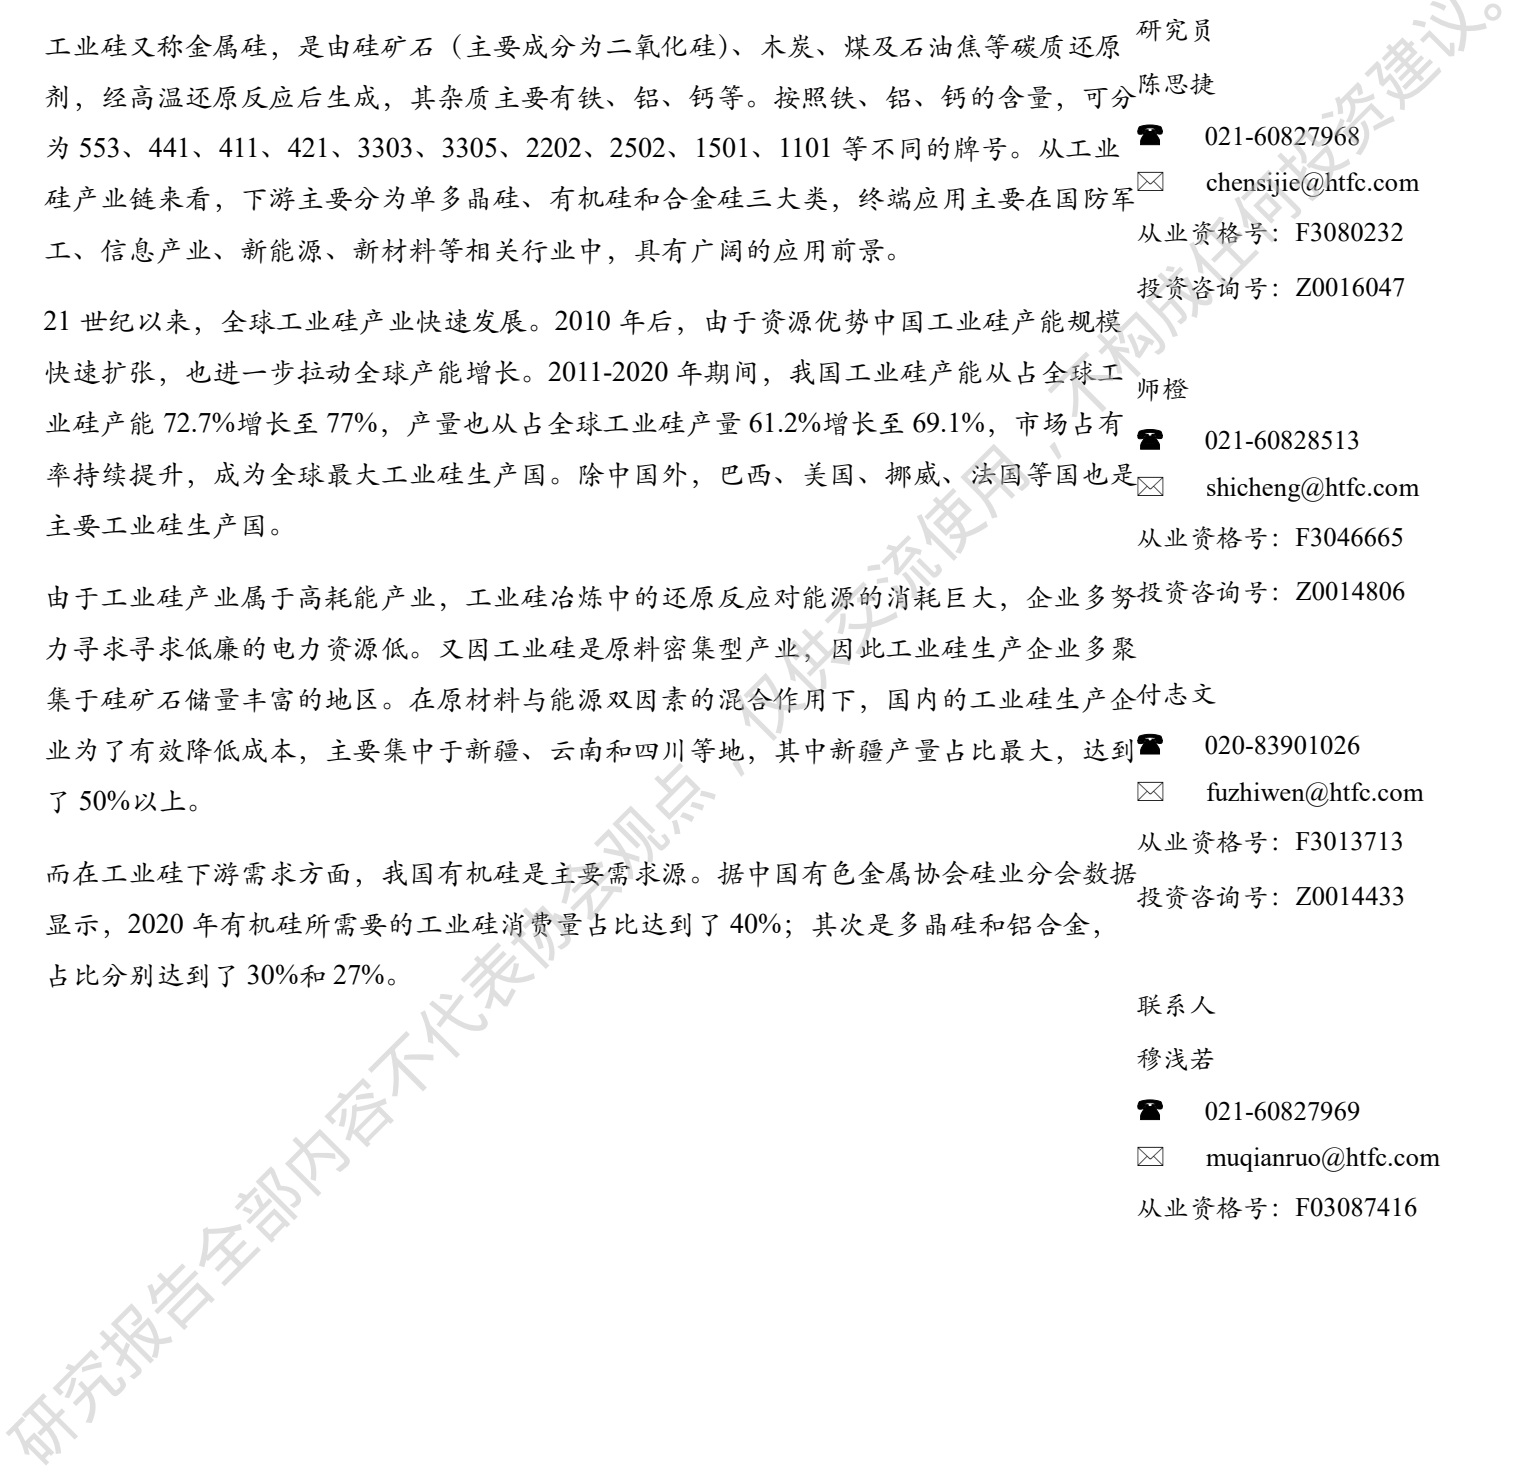 工业硅又称金属硅，是由硅矿石（主要成分为二氧化硅）、木炭、煤及石油焦等碳质还原
剂，经高温还原反应后生成，其杂质主要有铁、铝、钙等。按照铁、铝、钙的含量，可分
为 553、441、411、421、3303、3305、2202、2502、1501、1101 等不同的牌号。从工业
硅产业链来看，下游主要分为单多晶硅、有机硅和合金硅三大类，终端应用主要在国防军
工、信息产业、新能源、新材料等相关行业中，具有广阔的应用前景。
21 世纪以来，全球工业硅产业快速发展。2010 年后，由于资源优势中国工业硅产能规模
快速扩张，也进一步拉动全球产能增长。2011-2020 年期间，我国工业硅产能从占全球工
业硅产能 72.7%增长至 77%，产量也从占全球工业硅产量 61.2%增长至 69.1%，市场占有
率持续提升，成为全球最大工业硅生产国。除中国外，巴西、美国、挪威、法国等国也是
主要工业硅生产国。
由于工业硅产业属于高耗能产业，工业硅冶炼中的还原反应对能源的消耗巨大，企业多努
力寻求寻求低廉的电力资源低。又因工业硅是原料密集型产业，因此工业硅生产企业多聚
集于硅矿石储量丰富的地区。在原材料与能源双因素的混合作用下，国内的工业硅生产企
业为了有效降低成本，主要集中于新疆、云南和四川等地，其中新疆产量占比最大，达到
了 50%以上。
而在工业硅下游需求方面，我国有机硅是主要需求源。据中国有色金属协会硅业分会数据
显示，2020 年有机硅所需要的工业硅消费量占比达到了 40%；其次是多晶硅和铝合金，
占比分别达到了 30%和 27%。
研究员
陈思捷
021-60827968
chensijie@htfc.com
从业资格号：F3080232
投资咨询号：Z0016047
师橙
021-60828513
shicheng@htfc.com
从业资格号：F3046665
投资咨询号：Z0014806
付志文
020-83901026
fuzhiwen@htfc.com
从业资格号：F3013713
投资咨询号：Z0014433
联系人
穆浅若
021-60827969
muqianruo@htfc.com
从业资格号：F03087416
研究报告全部内容不代表协会观点，仅供交流使用，不构成任何投资建议。